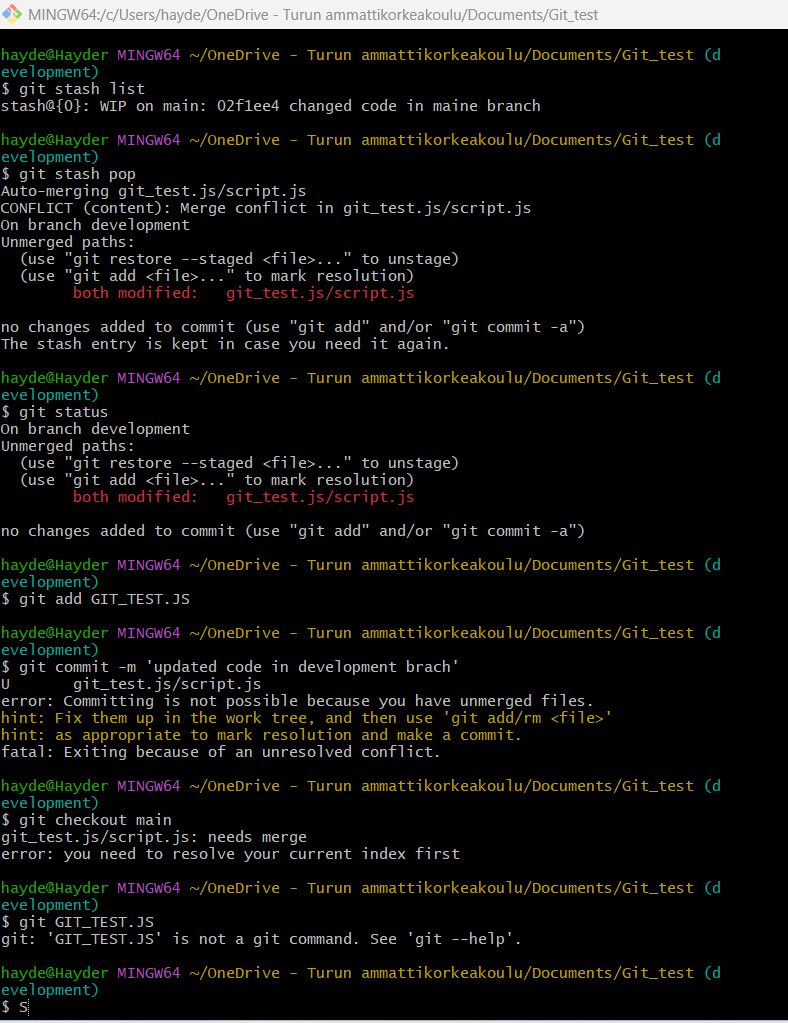 MINGW64:/c/Users/hayde/OneDrive - Turun ammattikorkeakoulu/Documents/Git_test
hayde@Hayder MINGW64 ~/OneDrive - Turun ammattikorkeakoulu/Documents/Git_test (d
evelopment)
$ git stash list
stash@{0}: WIP on main: 02f1ee4 changed code in maine branch
hayde@Hayder MINGW64 ~/OneDrive - Turun ammattikorkeakoulu/Documents/Git_test (d
evelopment)
$ git stash pop
Auto-merging git_test.js/script.js
CONFLICT (content): Merge conflict in git_test.js/script.js
On branch development
Unmerged paths:
  (use "git restore --staged <file>..." to unstage)
  (use "git add <file>..." to mark resolution)
        both modified:   git_test.js/script.js
no changes added to commit (use "git add" and/or "git commit -a")
The stash entry is kept in case you need it again.
hayde@Hayder MINGW64 ~/OneDrive - Turun ammattikorkeakoulu/Documents/Git_test (d
evelopment)
$ git status
On branch development
Unmerged paths:
  (use "git restore --staged <file>..." to unstage)
  (use "git add <file>..." to mark resolution)
        both modified:   git_test.js/script.js
no changes added to commit (use "git add" and/or "git commit -a")
hayde@Hayder MINGW64 ~/OneDrive - Turun ammattikorkeakoulu/Documents/Git_test (d
evelopment)
$ git add GIT_TEST.JS
hayde@Hayder MINGW64 ~/OneDrive - Turun ammattikorkeakoulu/Documents/Git_test (d
evelopment)
$ git commit -m 'updated code in development brach'
U       git_test.js/script.js
error: Committing is not possible because you have unmerged files.
hint: Fix them up in the work tree, and then use 'git add/rm <file>'
hint: as appropriate to mark resolution and make a commit.
fatal: Exiting because of an unresolved conflict.
hayde@Hayder MINGW64 ~/OneDrive - Turun ammattikorkeakoulu/Documents/Git_test (d
evelopment)
$ git checkout main
git_test.js/script.js: needs merge
error: you need to resolve your current index first
hayde@Hayder MINGW64 ~/OneDrive - Turun ammattikorkeakoulu/Documents/Git_test (d
evelopment)
$ git GIT_TEST.JS
git: 'GIT_TEST.JS' is not a git command. See 'git --help'.
hayde@Hayder MINGW64 ~/OneDrive - Turun ammattikorkeakoulu/Documents/Git_test (d
evelopment)
$ S